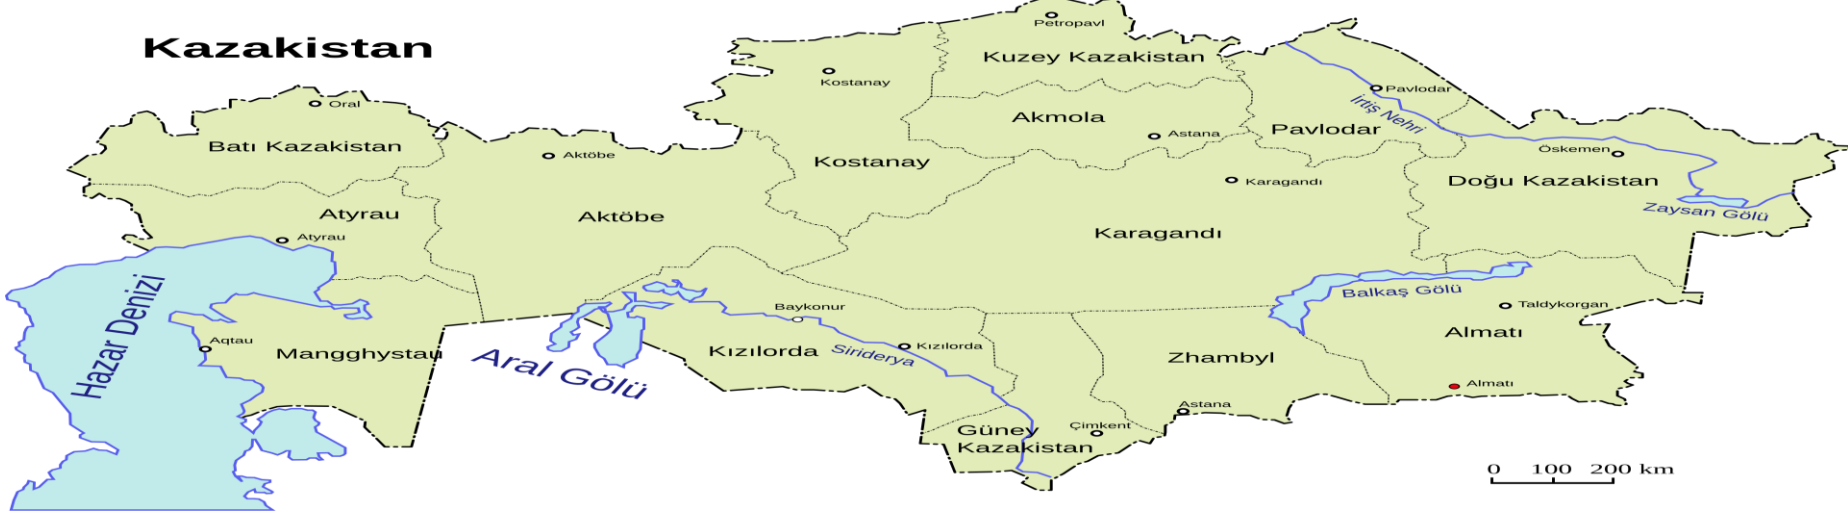 Kazakistan
Petropavl
Kuzey Kazakistan
Kostanay
Pavlodar
İrtiş Nehri
Oral
Akmola
Astana
Pavlodar
Batı Kazakistan
Aktöbe
Kostanay
Öskemen
Karagandı
Doğu Kazakistan
Zaysan Gölü
Atyrau
Aktöbe
Atyrau
Karagandı
Hazar Denizi
Balkaş Gölü
Baykonur
Taldykorgan
Almatı
Aqtau
Mangghystau
Aral Gölü
Kızılorda
Siriderya
Kızılorda
Zhambyl
Almatı
Astana
Çimkent
Güney
Kazakistan
0 100 200 km